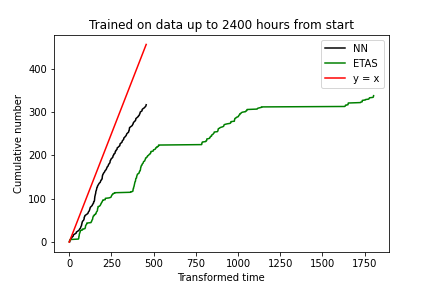 Trained on data up to 2400 hours from start
NN
ETAS
y = x
Cumulative number
400
300
200
100
0
0
250
500
750
1000
1250
1500
1750
Transformed time